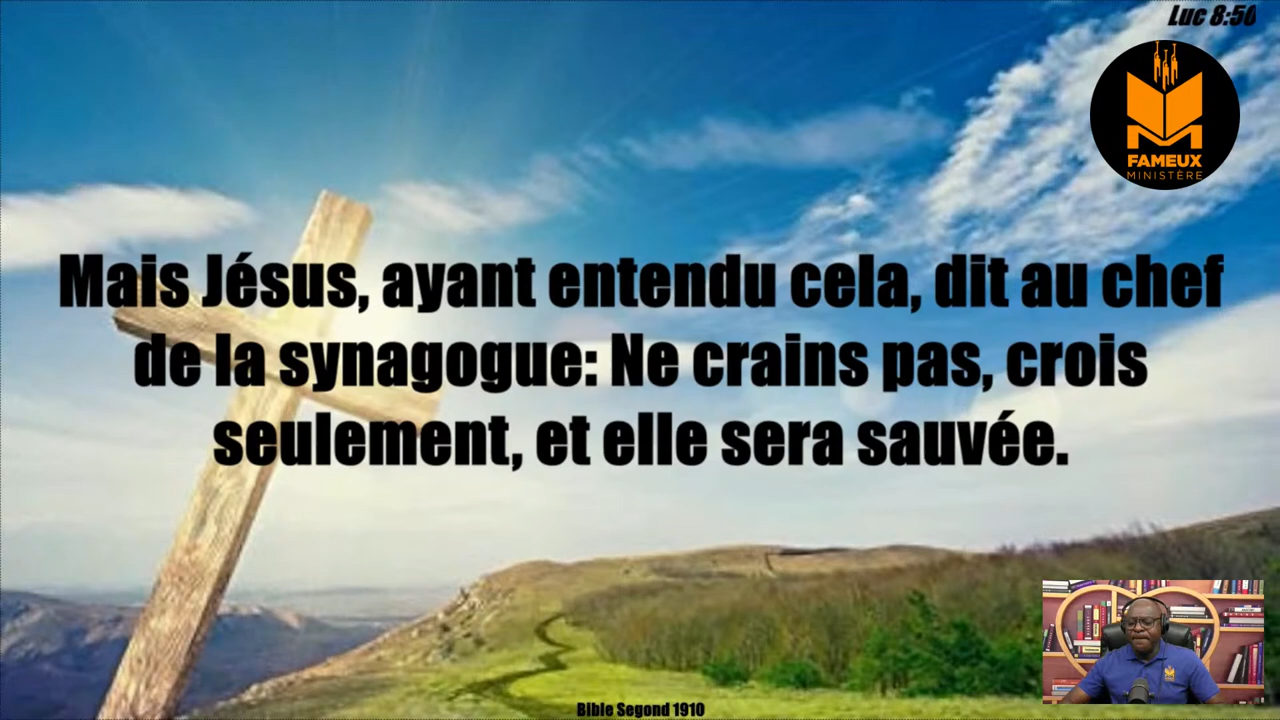 Luc 8:50
FAMEUX
MINISTÈRE
Mais Jésus, ayant entendu cela, dit au chef
de la synagogue: Ne crains pas, crois
seulement, et elle sera sauvée.
Bible Segond 1910